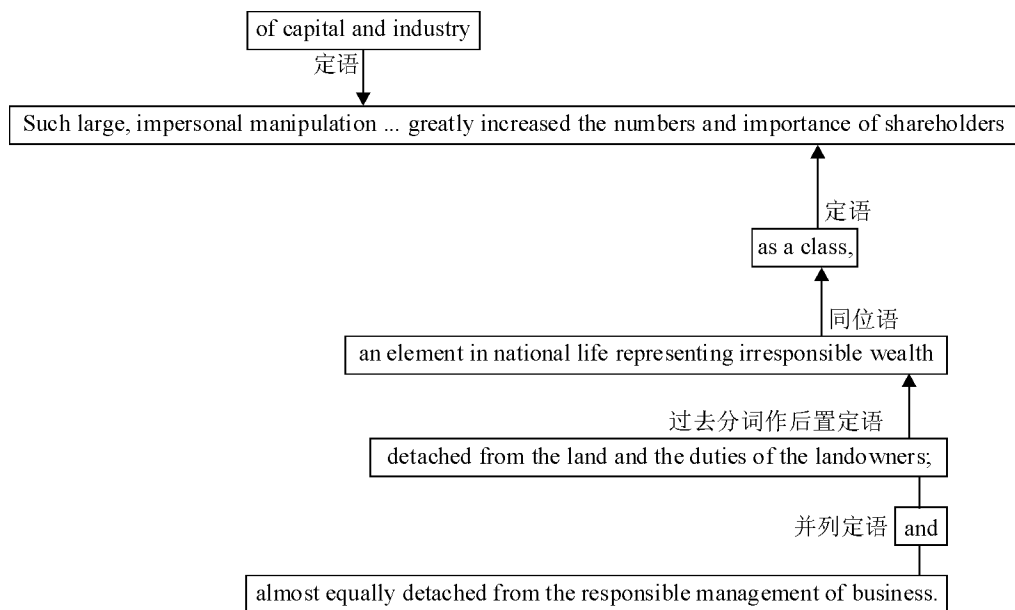 of capital and industry
定语
Such large, impersonal manipulation ... greatly increased the numbers and importance of shareholders
定语
as a class,
同位语
an element in national life representing irresponsible wealth
过去分词作后置定语
detached from the land and the duties of the landowners;
并列定语 and
almost equally detached from the responsible management of business.